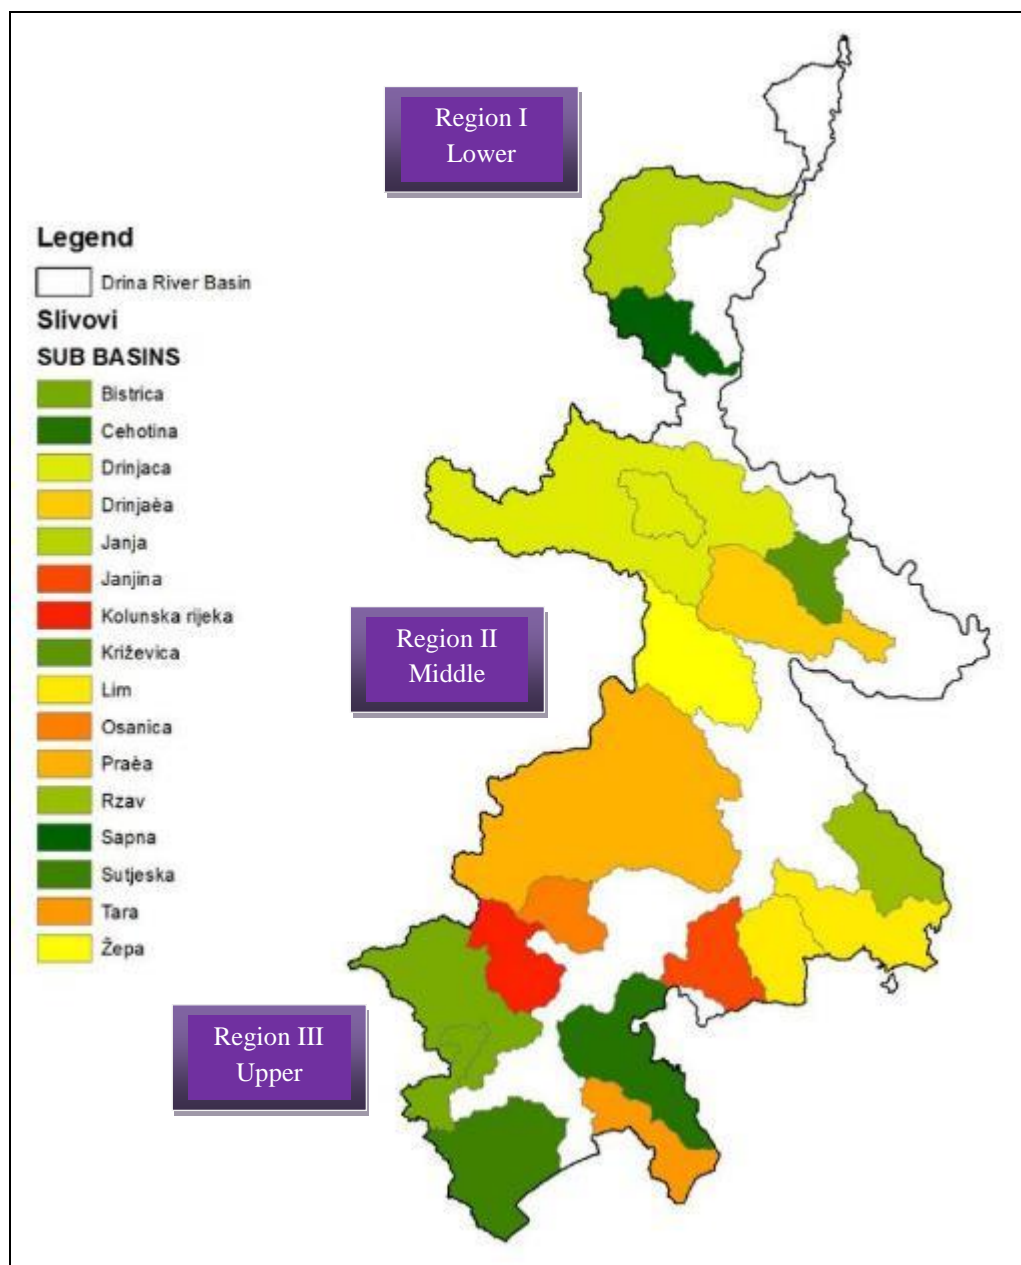 Region I
Lower
Legend
Drina River Basin
Slivovi
SUB BASINS
Bistrica
Cehotina
Drinjaca
Drinjaèa
Janja
Janjina
Kolunska rijeka
Križevica
Lim
Osanica
Praèa
Rzav
Sapna
Sutjeska
Tara
Žepa
Region II
Middle
Region III
Upper